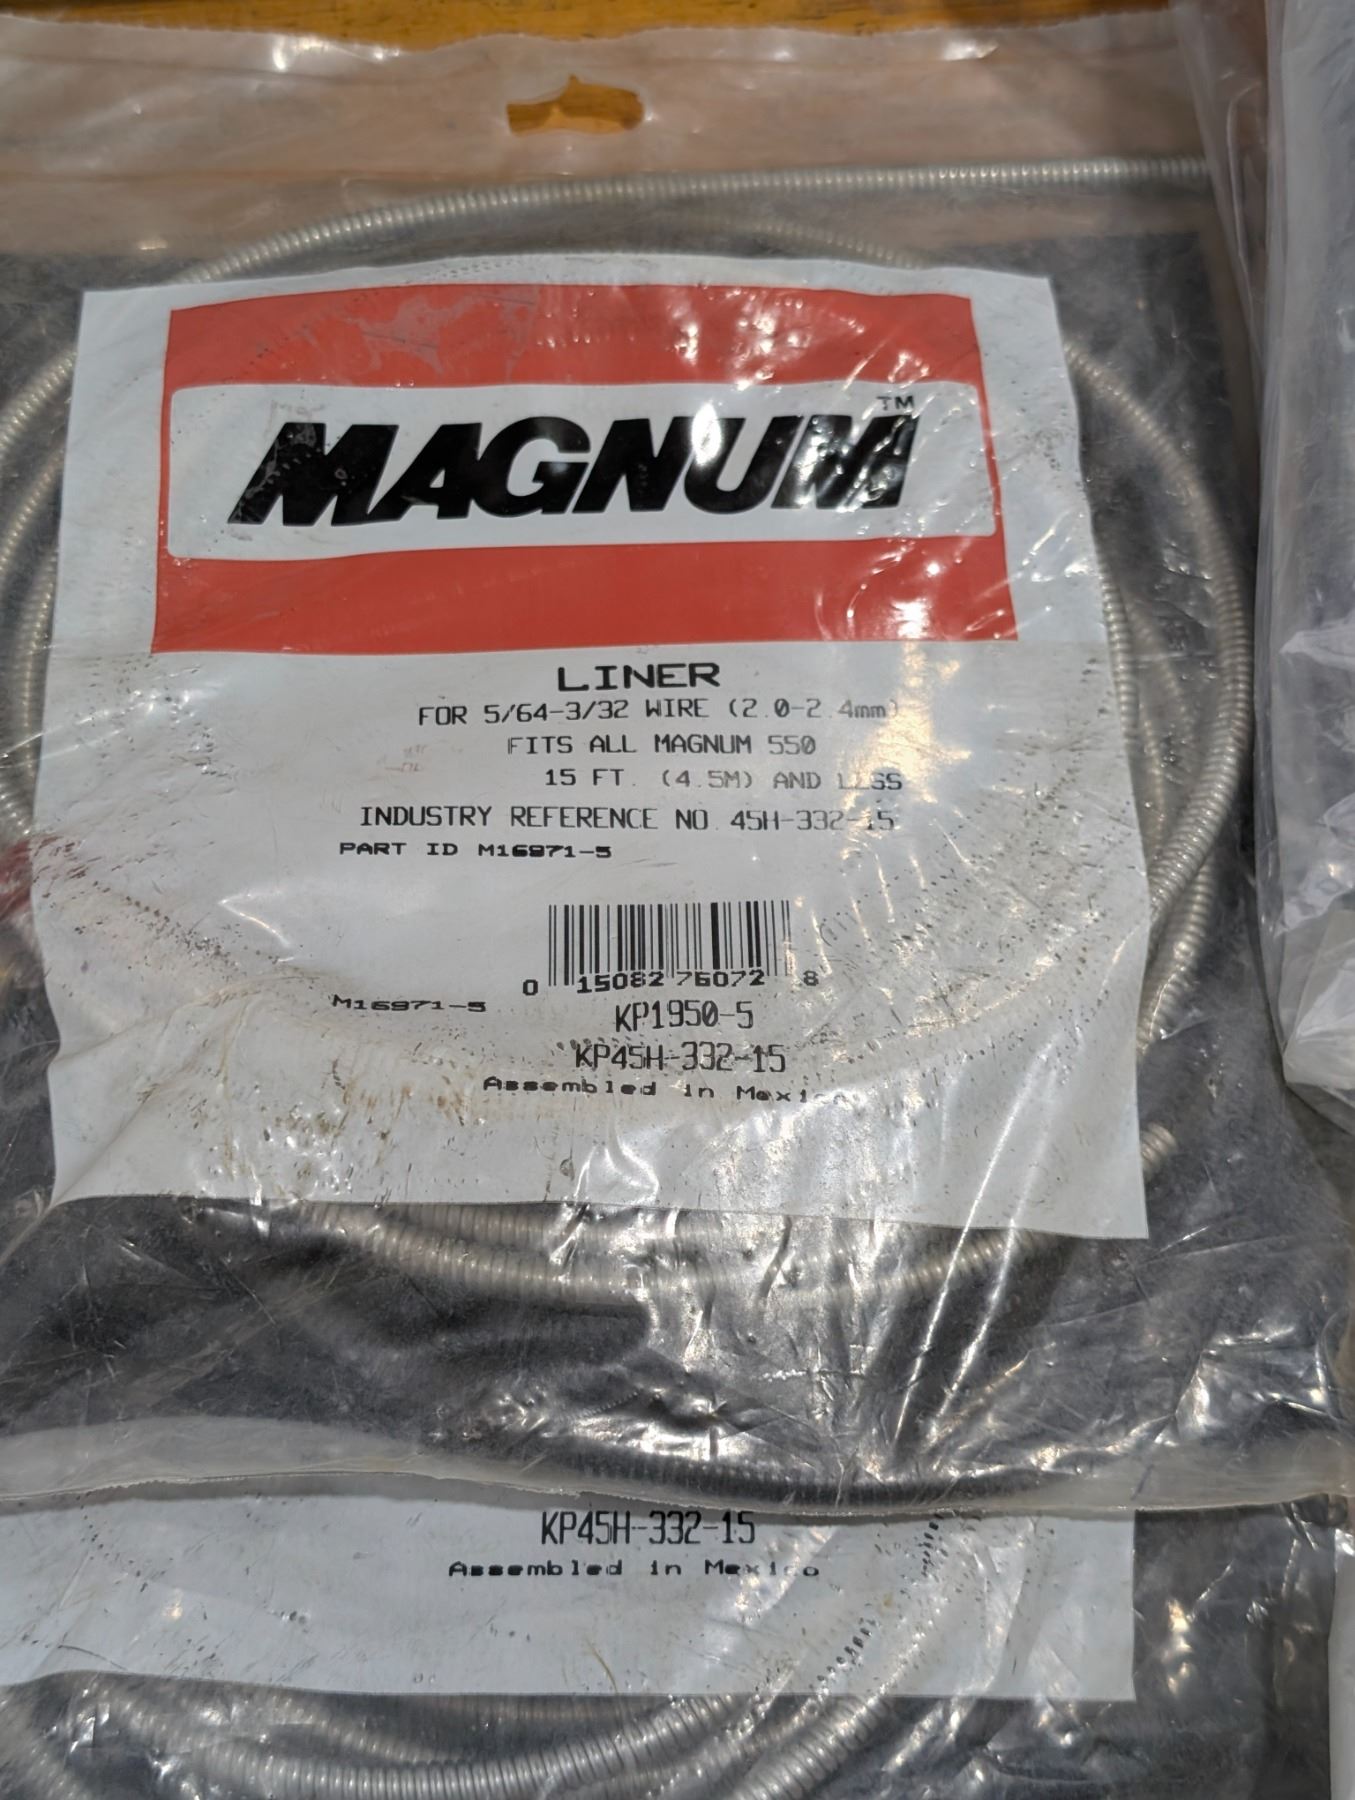 MAGNUM™
LINER
FOR 5/64-3/32 WIRE (2.0-2.4mm)
FITS ALL MAGNUM 550
15 FT. (4.5M) AND LESS
INDUSTRY REFERENCE NO. 45H-332-15
PART ID M16971-5
0 15082 76072 8
M16971-5
KP1950-5
KP45H-332-15
Assembled in Mexico
KP45H-332-15
Assembled in Mexico